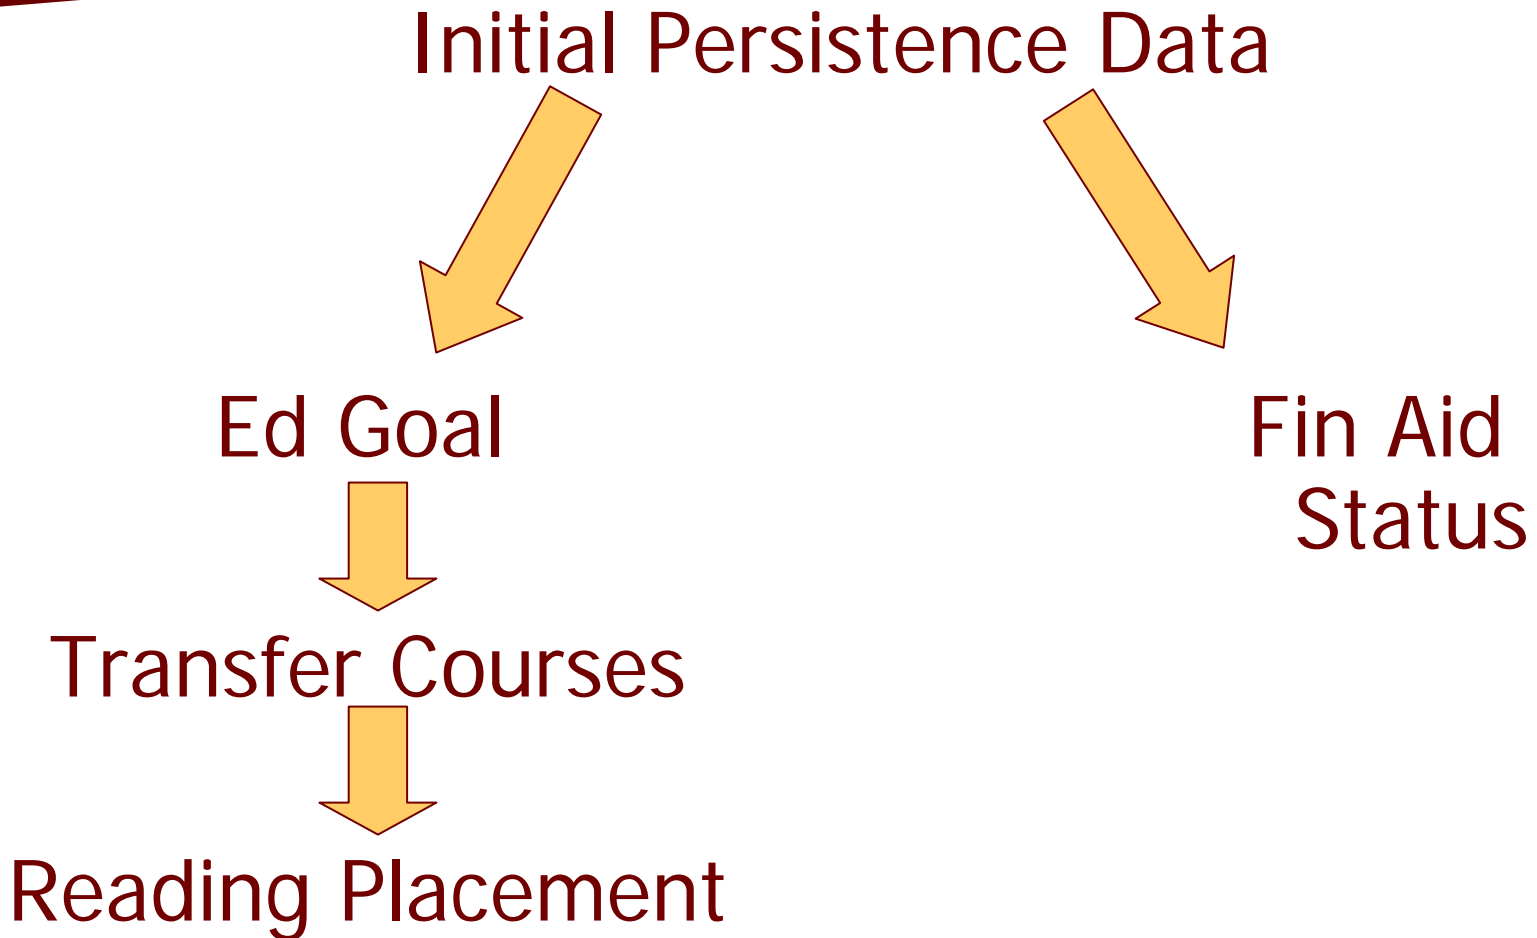 Initial Persistence Data
Ed Goal
Fin Aid
Status
Transfer Courses
Reading Placement